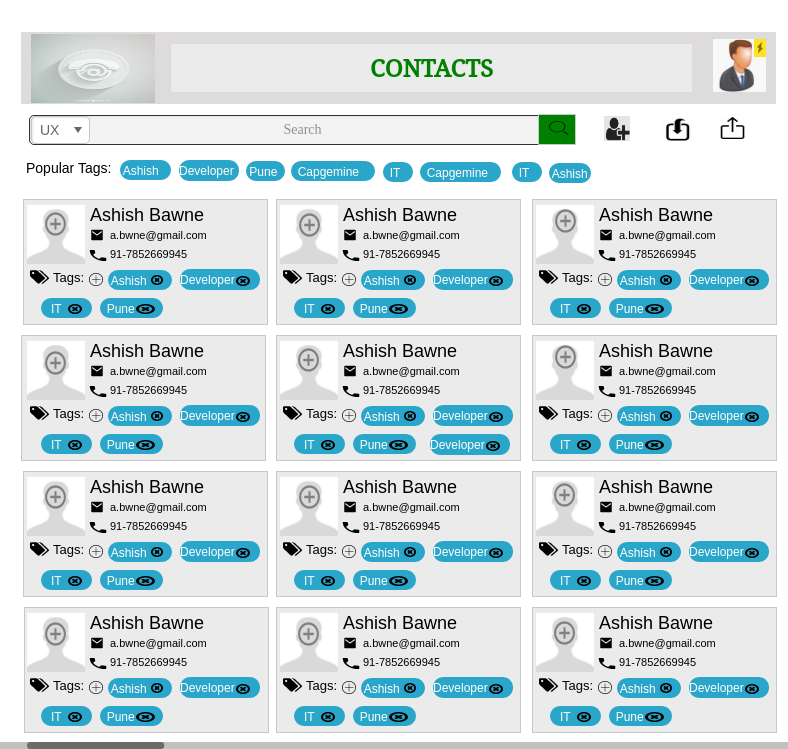 CONTACTS
UX Search
Popular Tags: Ashish Developer Pune Capgemine IT Capgemine IT Ashish
Ashish Bawne Ashish Bawne Ashish Bawne
a.bwne@gmail.com a.bwne@gmail.com a.bwne@gmail.com
91-7852669945 91-7852669945 91-7852669945
Tags: Ashish Developer Tags: Ashish Developer Tags: Ashish Developer
IT Pune IT Pune IT Pune
Ashish Bawne Ashish Bawne Ashish Bawne
a.bwne@gmail.com a.bwne@gmail.com a.bwne@gmail.com
91-7852669945 91-7852669945 91-7852669945
Tags: Ashish Developer Tags: Ashish Developer Tags: Ashish Developer
IT Pune IT Pune Developer IT Pune
Ashish Bawne Ashish Bawne Ashish Bawne
a.bwne@gmail.com a.bwne@gmail.com a.bwne@gmail.com
91-7852669945 91-7852669945 91-7852669945
Tags: Ashish Developer Tags: Ashish Developer Tags: Ashish Developer
IT Pune IT Pune IT Pune
Ashish Bawne Ashish Bawne Ashish Bawne
a.bwne@gmail.com a.bwne@gmail.com a.bwne@gmail.com
91-7852669945 91-7852669945 91-7852669945
Tags: Ashish Developer Tags: Ashish Developer Tags: Ashish Developer
IT Pune IT Pune IT Pune